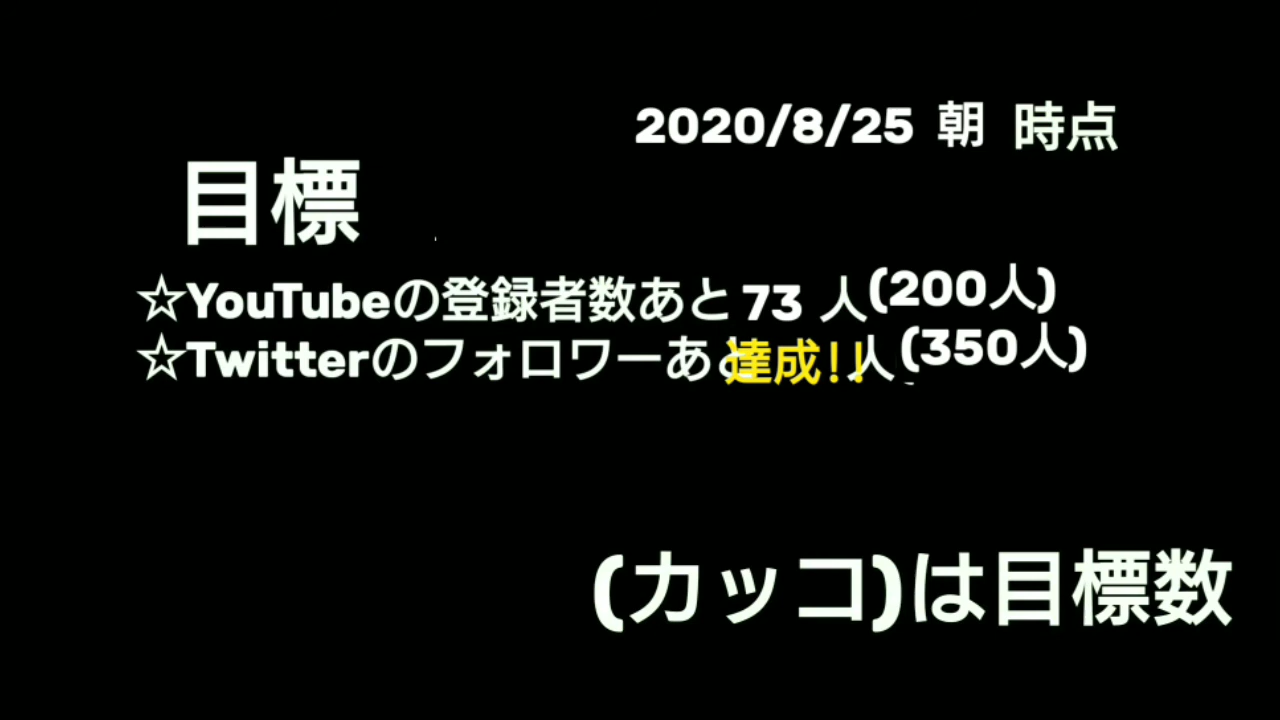 2020/8/25 朝 時点
目標
☆YouTubeの登録者数あと 73 人(200人)
☆Twitterのフォロワーあと達成!!人(350人)
(カッコ)は目標数